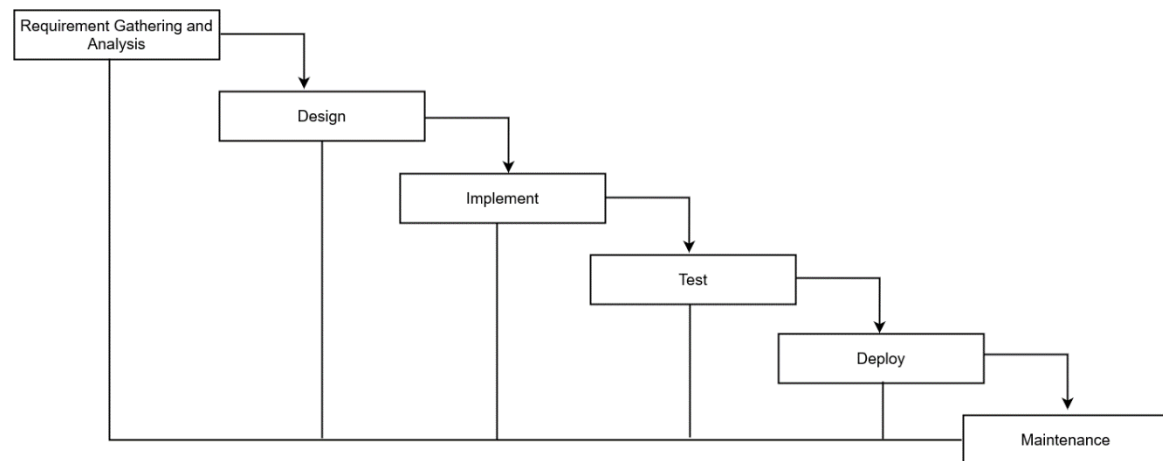 Requirement Gathering and
Analysis
Design
Implement
Test
Deploy
Maintenance